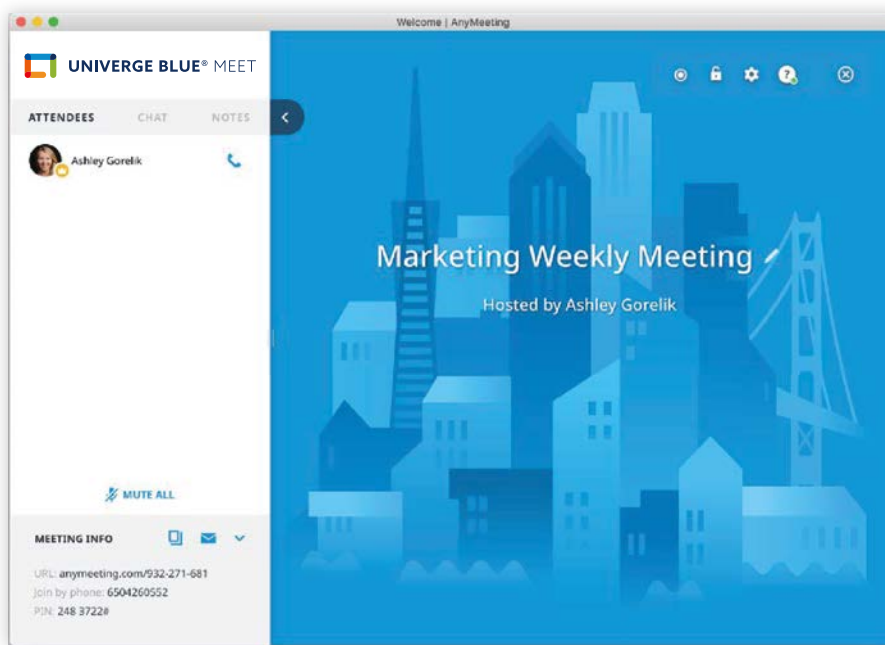 Welcome | AnyMeeting
UNIVERGE BLUE® MEET
ATTENDEES CHAT NOTES
Ashley Gorelik
MUTE ALL
MEETING INFO
URL: anymeeting.com/932-271-681
Join by phone: 6504260552
PIN: 248 3722#
Marketing Weekly Meeting
Hosted by Ashley Gorelik
?